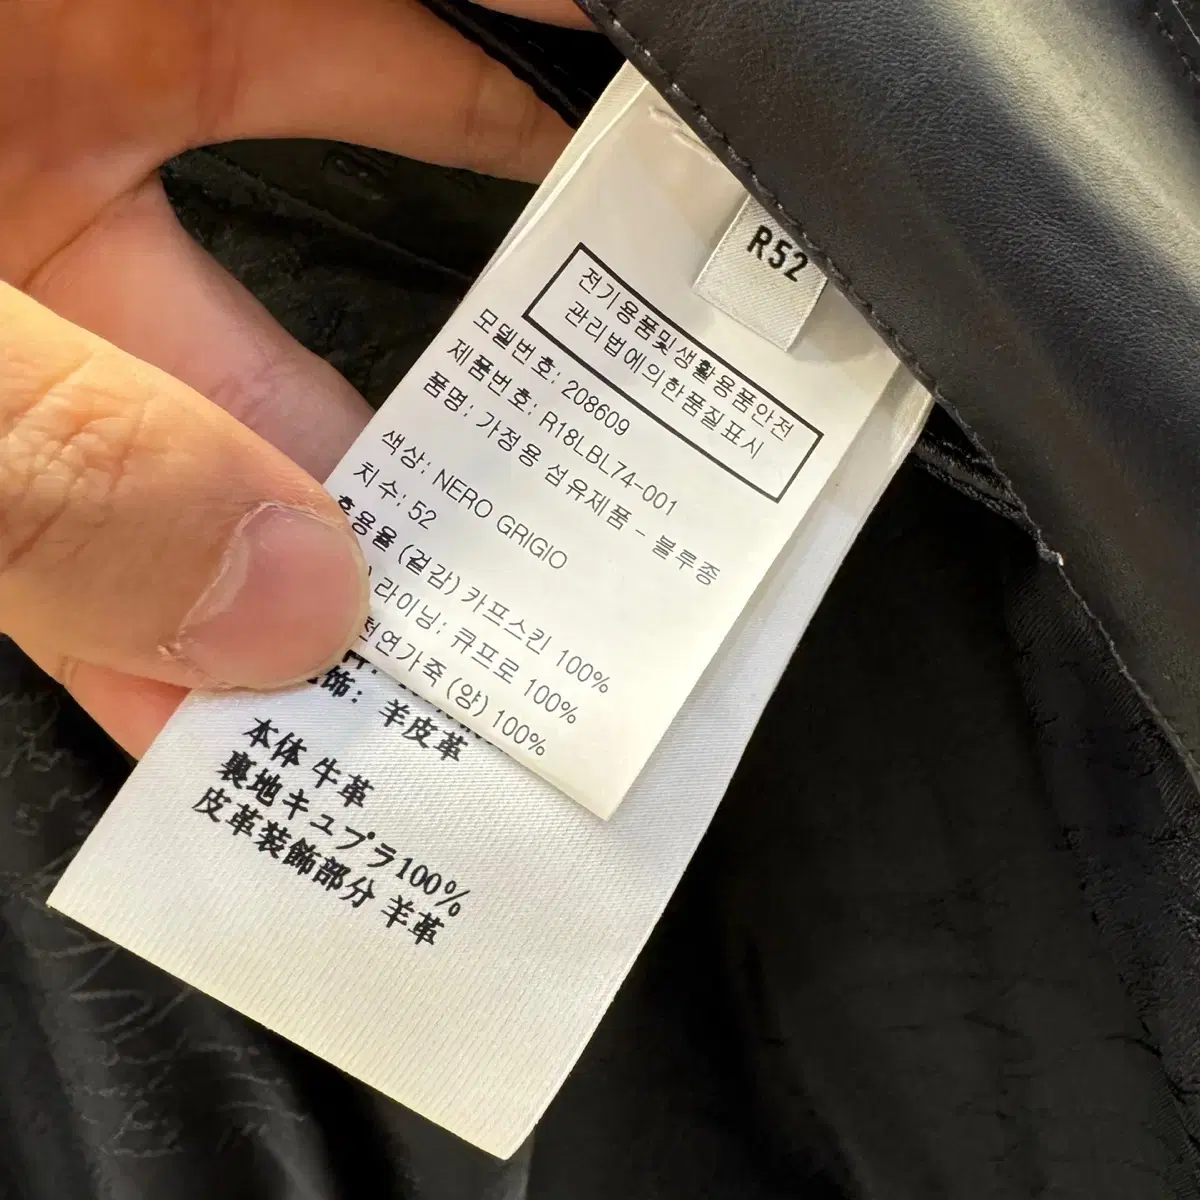 R52
전기용품및생활용품안전
관리법에의한품질표시
모델번호: 208609
제품번호: R18LBL74-001
품명: 가정용 섬유제품 - 블루종
색상: NERO GRIGIO
치수: 52
혼용율 (겉감) 카프스킨 100%
) 라이닝: 큐프로 100%
천연가죽 (양) 100%
饰: 羊皮革
本体 牛革
裏地キュプラ100%
皮革装飾部分 羊革